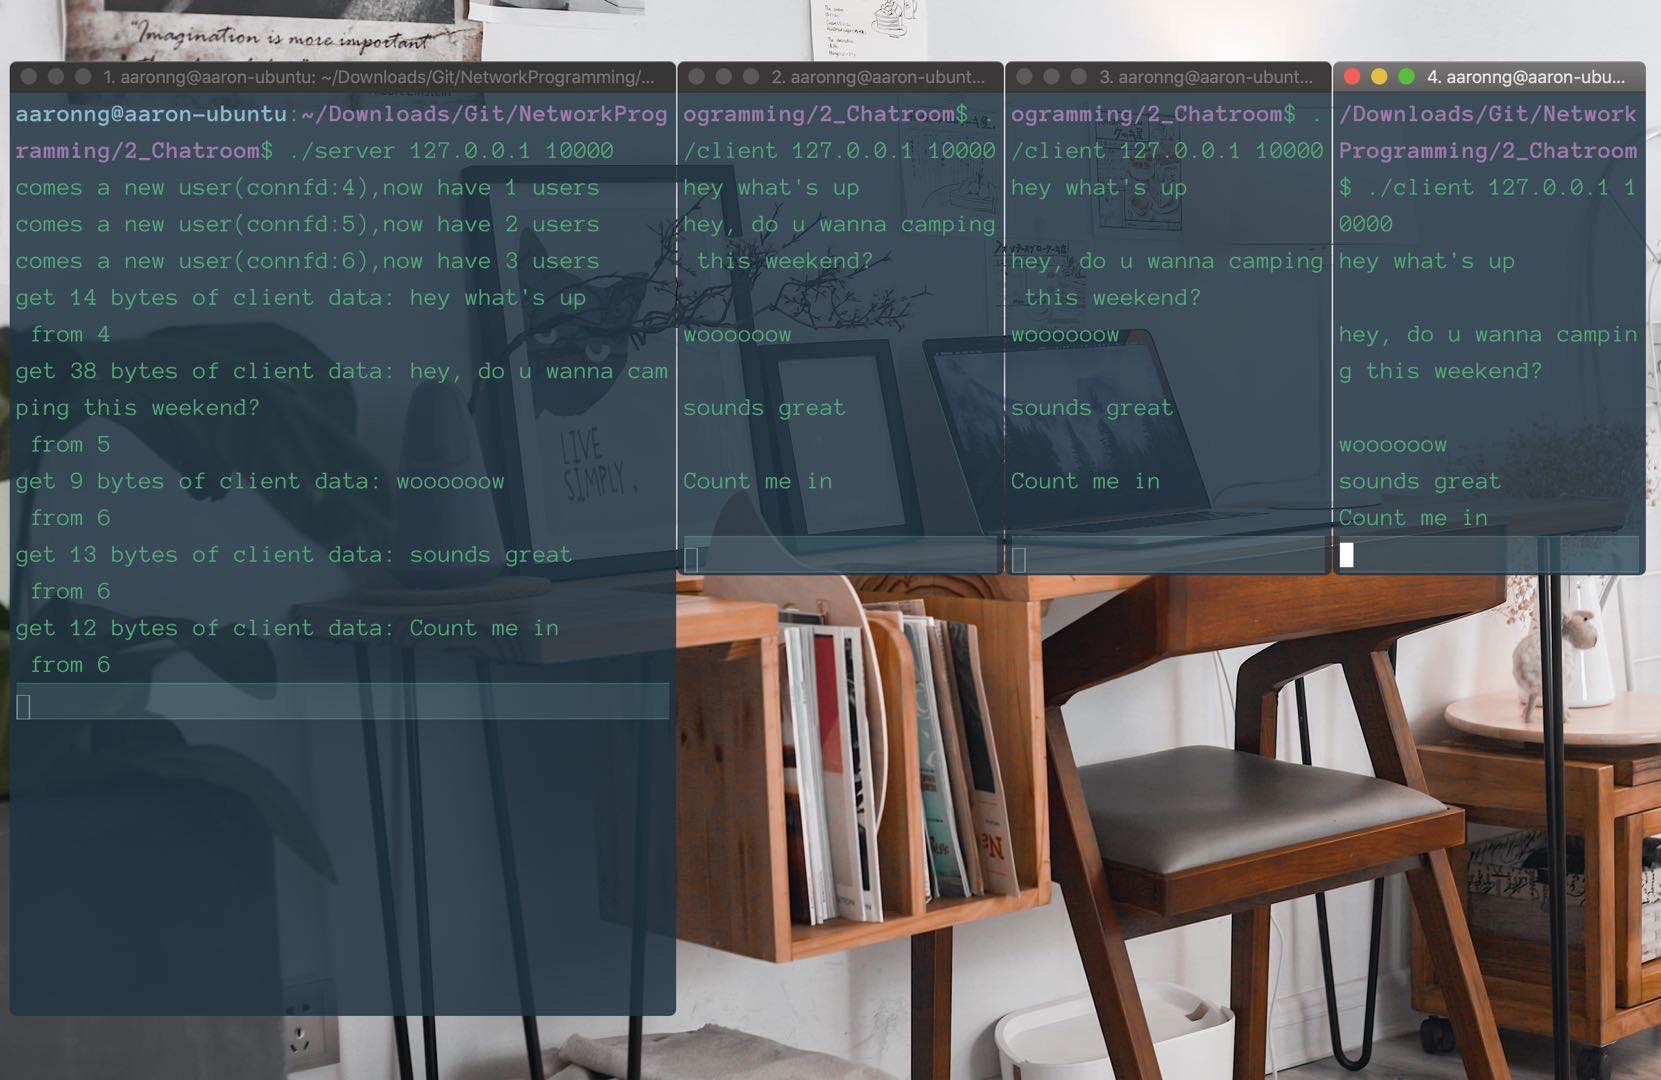 "Imagination is more important
1. aaronng@aaron-ubuntu: ~/Downloads/Git/NetworkProgramming/...
aaronng@aaron-ubuntu:~/Downloads/Git/NetworkProg
ramming/2_Chatroom$ ./server 127.0.0.1 10000
comes a new user(connfd:4),now have 1 users
comes a new user(connfd:5),now have 2 users
comes a new user(connfd:6),now have 3 users
get 14 bytes of client data: hey what's up
from 4
get 38 bytes of client data: hey, do u wanna cam
ping this weekend?
from 5
get 9 bytes of client data: woooooow
from 6
get 13 bytes of client data: sounds great
from 6
get 12 bytes of client data: Count me in
from 6
2. aaronng@aaron-ubunt...
ogramming/2_Chatroom$ .
/client 127.0.0.1 10000
hey what's up
hey, do u wanna camping
this weekend?
woooooow
sounds great
Count me in
3. aaronng@aaron-ubunt...
ogramming/2_Chatroom$ .
/client 127.0.0.1 10000
hey what's up
hey, do u wanna camping
this weekend?
woooooow
sounds great
Count me in
4. aaronng@aaron-ubu...
/Downloads/Git/Network
Programming/2_Chatroom
$ ./client 127.0.0.1 1
0000
hey what's up
hey, do u wanna campin
g this weekend?
woooooow
sounds great
Count me in
LIVE
SIMPLY.